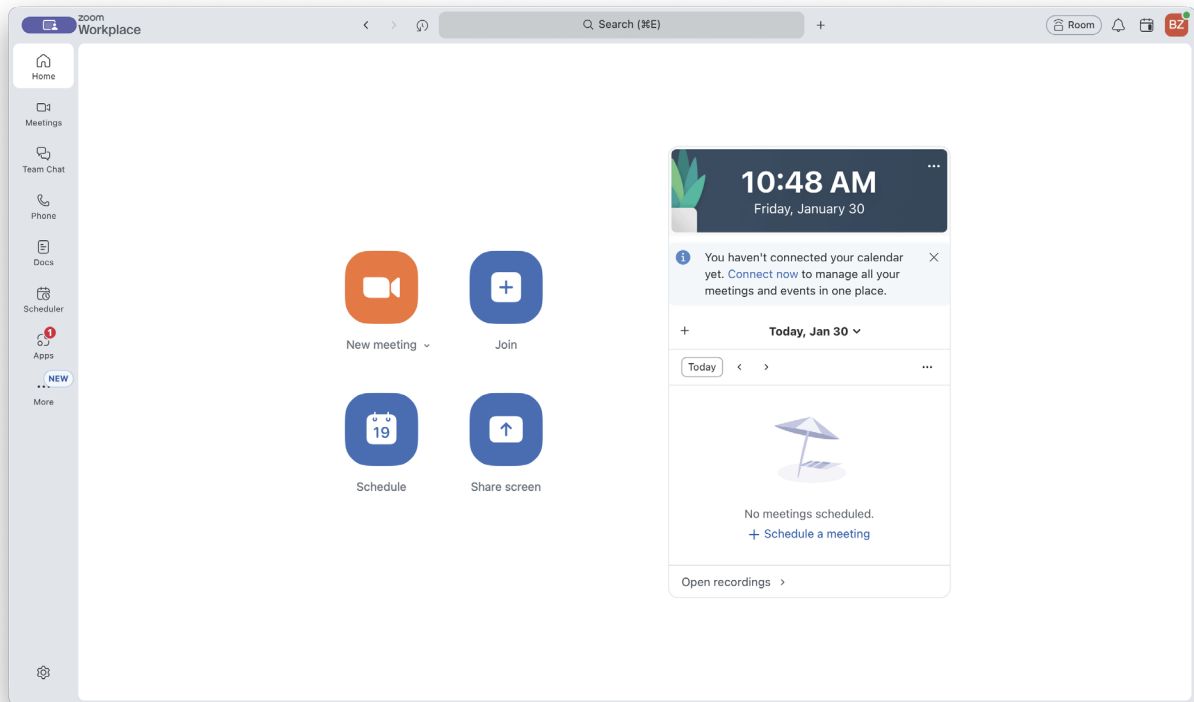 zoom
Workplace
Search (⌘E)
Room
BZ
Home
Meetings
Team Chat
Phone
Docs
Scheduler
1
Apps
NEW
More
New meeting
Join
19
Schedule
Share screen
10:48 AM
Friday, January 30
You haven't connected your calendar
yet. Connect now to manage all your
meetings and events in one place.
Today, Jan 30
Today
No meetings scheduled.
+ Schedule a meeting
Open recordings